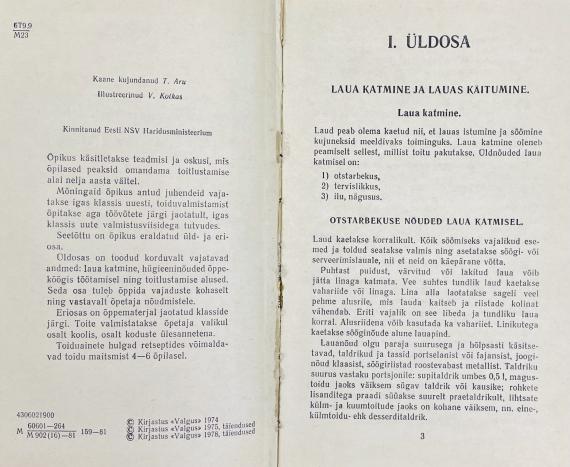 6T9.9
M23
Kaane kujundanud T. Aru
Illustreerinud V. Kotkas
Kinnitanud Eesti NSV Haridusministeerium
Õpikus käsitletakse teadmisi ja oskusi, mis
õpilased peaksid omandama toitlustamise
alal nelja aasta vältel.
Mõningaid õpikus antud juhendeid vaja-
takse igas klassis uuesti, toiduvalmistamist
õpitakse aga töövõtete järgi jaotatult, igas
klassis uute valmistusviisidega tutvudes.
Seetõttu on õpikus eraldatud üld- ja eri-
osa.
Üldosas on toodud korduvalt vajatavad
andmed: laua katmine, hügieeninõuded õppe-
köögis töötamisel ning toitlustamise alused.
Seda osa tuleb õppida vajaduste kohaselt
ning vastavalt õpetaja nõudmistele.
Eriosas on õppematerjal jaotatud klasside
järgi. Toite valmistatakse õpetaja valikul
osalt koolis, osalt koduste ülesannetena.
Toiduainete hulgad retseptides võimalda-
vad toidu maitsmist 4—6 õpilasel.
4306021900
M 60601—264 / M 902(16)—81 159—81
© Kirjastus «Valgus» 1974
© Kirjastus «Valgus» 1975, täiendused
© Kirjastus «Valgus» 1978, täiendused
I. ÜLDOSA
LAUA KATMINE JA LAUAS KÄITUMINE.
Laua katmine.
Laud peab olema kaetud nii, et lauas istumine ja söömine
kujuneksid meeldivaks toiminguks. Laua katmine oleneb
peamiselt sellest, millist toitu pakutakse. Üldnõuded laua
katmisel on:
1) otstarbekus,
2) tervislikkus,
3) ilu, nägusus.
OTSTARBEKUSE NÕUDED LAUA KATMISEL.
Laud kaetakse korralikult. Kõik söömiseks vajalikud ese-
med ja toidud seatakse valmis ning asetatakse söögi- või
serveerimislauale, nii et neid on käepärane võtta.
Puhtast puidust, värvitud või lakitud laua võib
jätta linaga katmata. Vee suhtes tundlik laud kaetakse
vahariide või linaga. Lina alla laotatakse sageli veel
pehme alusriie, mis lauda kaitseb ja riistade kolinat
vähendab. Eriti vajalik on see libeda ja tundliku laua
korral. Alusriidena võib kasutada ka vahariiet. Linikutega
kaetakse sööginõude alune lauapind.
Lauanõud olgu paraja suurusega ja hõlpsasti käsitse-
tavad, taldrikud ja tassid portselanist või fajansist, joogi-
nõud klaasist, söögiriistad roostevabast metallist. Taldriku
suurus vastaku portsjonile: supitaldrik umbes 0,5 l, magus-
toidu jaoks väiksem sügav taldrik või kausike; rohkete
lisanditega praadi süüakse suurelt praetaldrikult, lihtsate
külm- ja kuumtoitude jaoks on kohane väiksem, nn. eine-,
külmtoidu- ehk desserditaldrik.
3